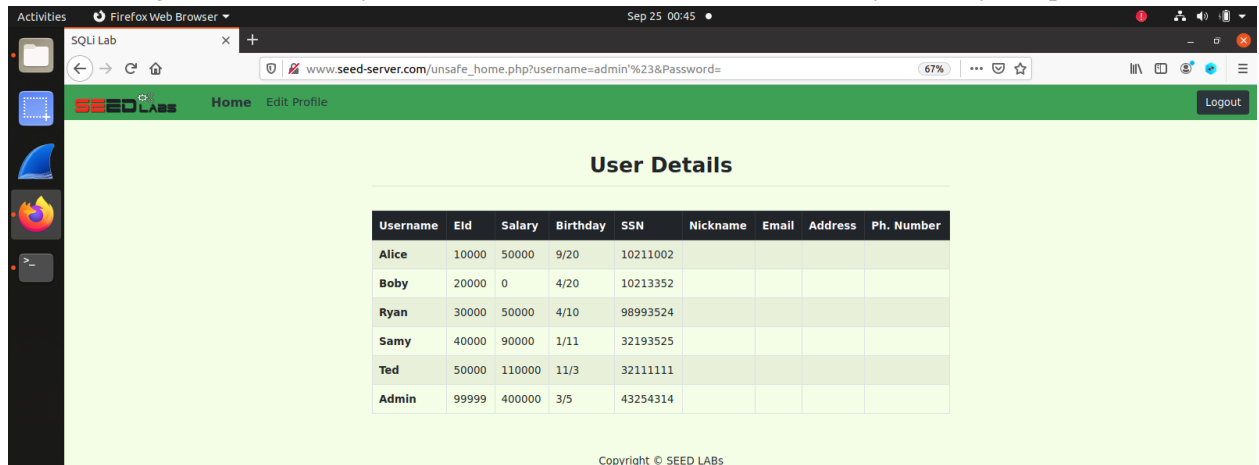 Activities Firefox Web Browser Sep 25 00:45
SQLi Lab
www.seed-server.com/unsafe_home.php?username=admin'%23&Password= 67%
SEEDLABS Home Edit Profile Logout
User Details
Username EId Salary Birthday SSN Nickname Email Address Ph. Number
Alice 10000 50000 9/20 10211002
Boby 20000 0 4/20 10213352
Ryan 30000 50000 4/10 98993524
Samy 40000 90000 1/11 32193525
Ted 50000 110000 11/3 32111111
Admin 99999 400000 3/5 43254314
Copyright © SEED LABs